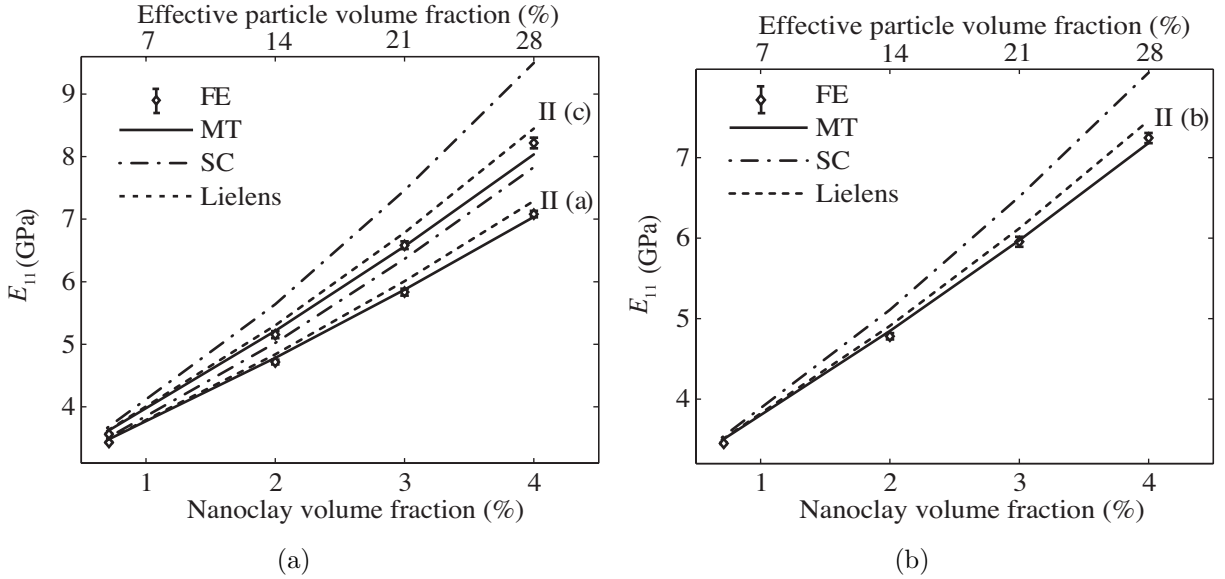 Effective particle volume fraction (%)
7 14 21 28
9
8
7
6
5
4
E11 (GPa)
FE
MT
SC
Lielens
II (c)
II (a)
1 2 3 4
Nanoclay volume fraction (%)
(a)
Effective particle volume fraction (%)
7 14 21 28
7
6
5
4
E11 (GPa)
FE
MT
SC
Lielens
II (b)
1 2 3 4
Nanoclay volume fraction (%)
(b)